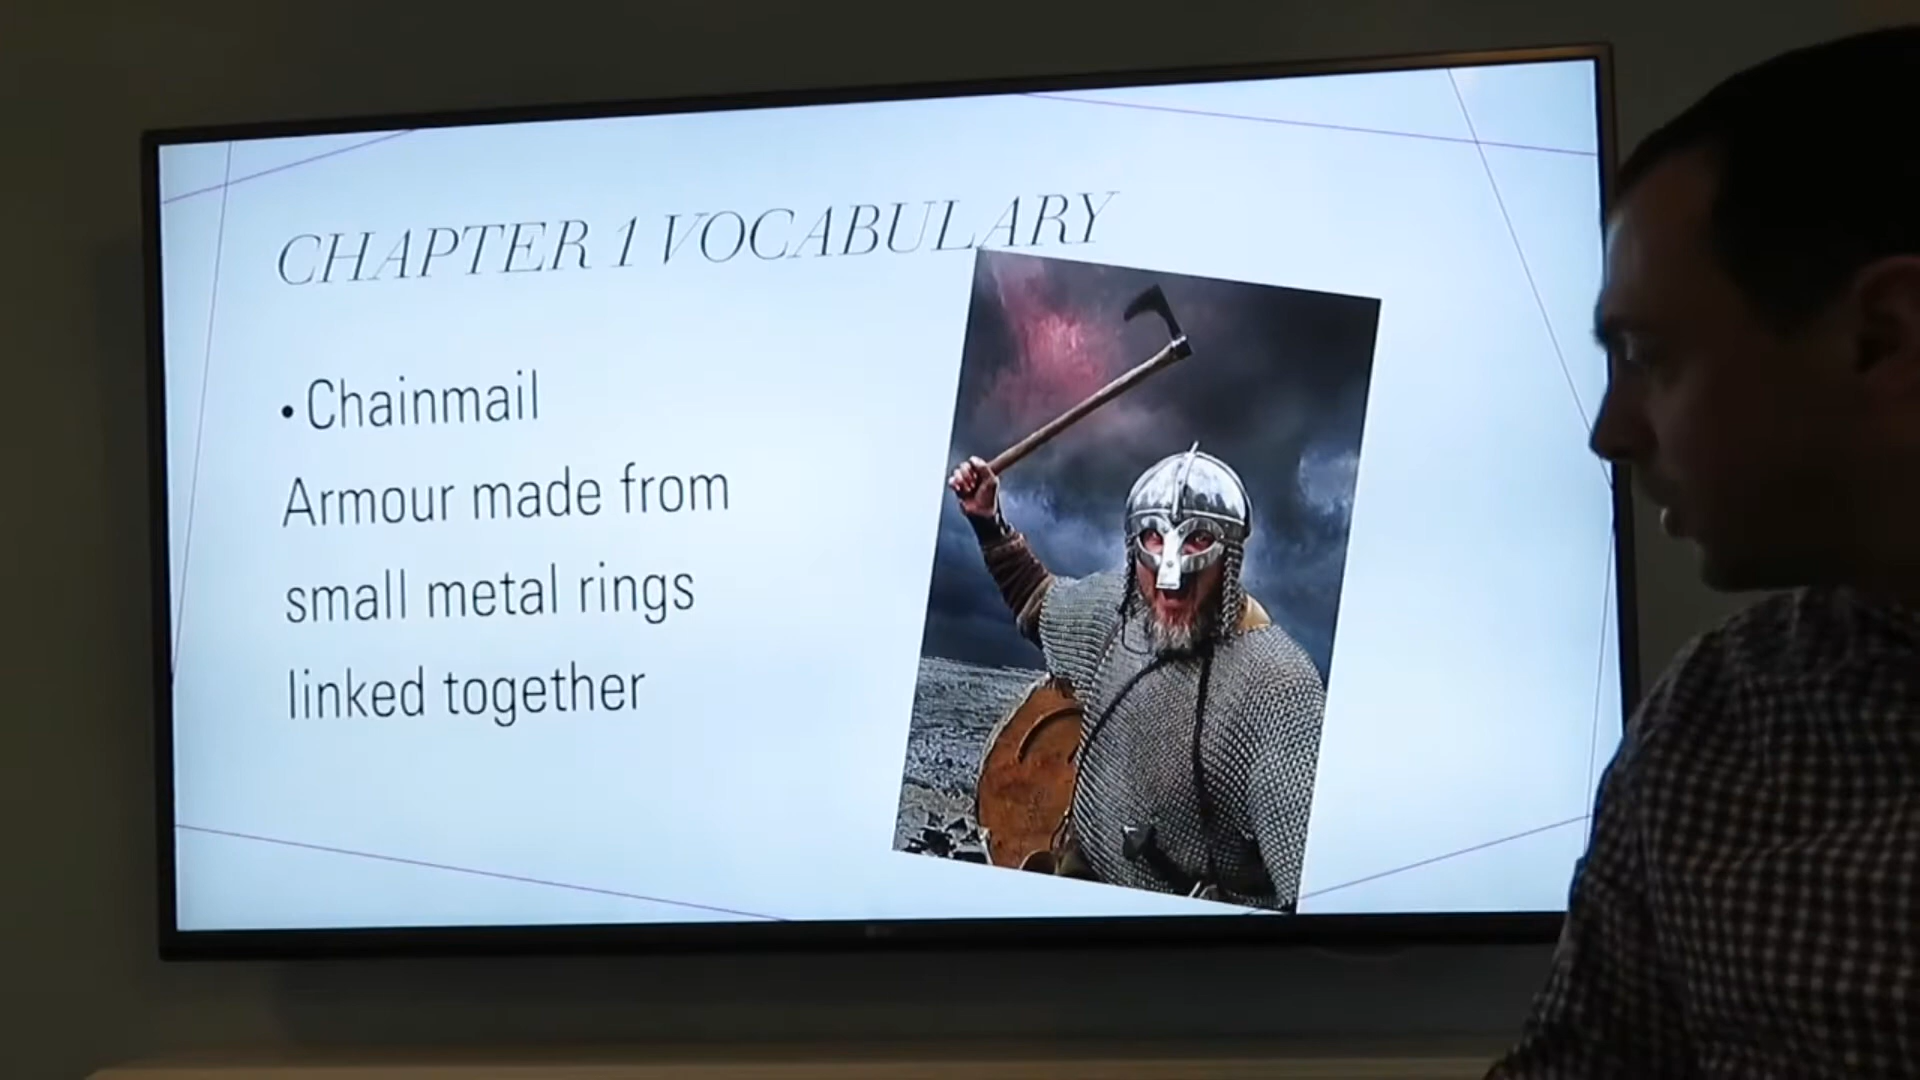 CHAPTER 1 VOCABULARY
• Chainmail
Armour made from
small metal rings
linked together